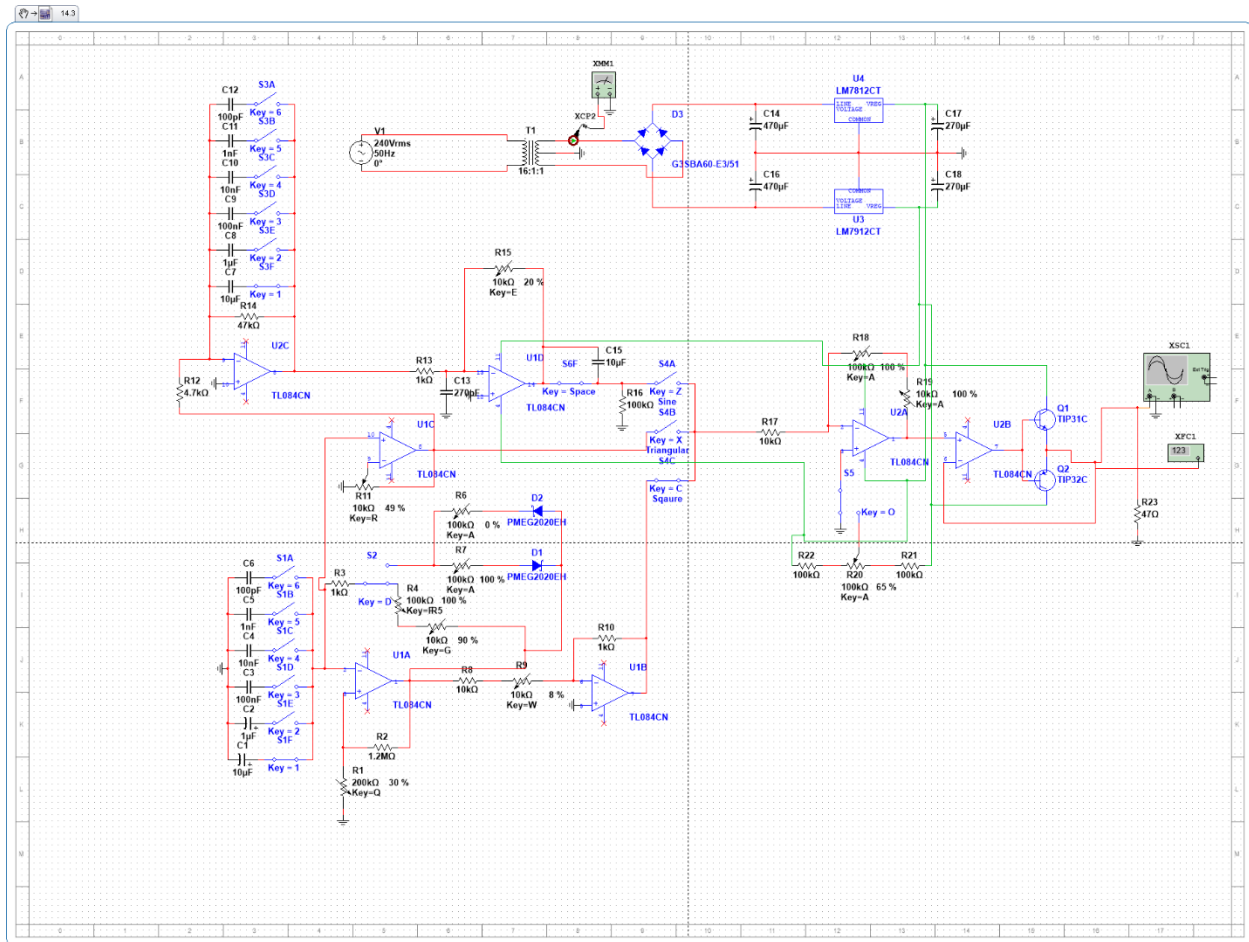 14.3
0 1 2 3 4 5 6 7 8 9 10 11 12 13 14 15 16 17
A
B
C
D
E
F
G
H
I
J
K
L
M
C12
100pF
S3A
Key = 6
C11
1nF
S3B
Key = 5
C10
10nF
S3C
Key = 4
C9
100nF
S3D
Key = 3
C8
1µF
S3E
Key = 2
C7
10µF
S3F
Key = 1
R14
47kΩ
U2C
TL084CN
R12
4.7kΩ
V1
240Vrms
50Hz
0°
T1
16:1:1
XMM1
XCP2
D3
G3SBA60-E3/51
C14
470µF
C16
470µF
U4
LM7812CT
LINE VREG
VOLTAGE
COMMON
C17
270µF
C18
270µF
COMMON
VOLTAGE
LINE VREG
U3
LM7912CT
R15
10kΩ 20 %
Key=E
R13
1kΩ
C13
270pF
U1D
TL084CN
C15
10µF
S6F
Key = Space
R16
100kΩ
S4A
Key = Z
Sine
S4B
Key = X
Triangular
S4C
Key = C
Sqaure
R17
10kΩ
R18
100kΩ 100 %
Key=A
R19
10kΩ 100 %
Key=A
U2A
TL084CN
U2B
TL084CN
Q1
TIP31C
Q2
TIP32C
XSC1
Ext Trig
A B
XFC1
123
R23
47Ω
S5
Key = O
R22
100kΩ
R20
100kΩ 65 %
Key=A
R21
100kΩ
U1C
TL084CN
R11
10kΩ 49 %
Key=R
R6
100kΩ 0 %
Key=A
D2
PMEG2020EH
R7
100kΩ 100 %
Key=A
D1
PMEG2020EH
S2
Key = D
R3
1kΩ
R4
100kΩ 100 %
Key=F
R5
10kΩ 90 %
Key=G
C6
100pF
S1A
Key = 6
C5
1nF
S1B
Key = 5
C4
10nF
S1C
Key = 4
C3
100nF
S1D
Key = 3
C2
1µF
S1E
Key = 2
C1
10µF
S1F
Key = 1
U1A
TL084CN
R8
10kΩ
R9
10kΩ 8 %
Key=W
R10
1kΩ
U1B
TL084CN
R2
1.2MΩ
R1
200kΩ 30 %
Key=Q